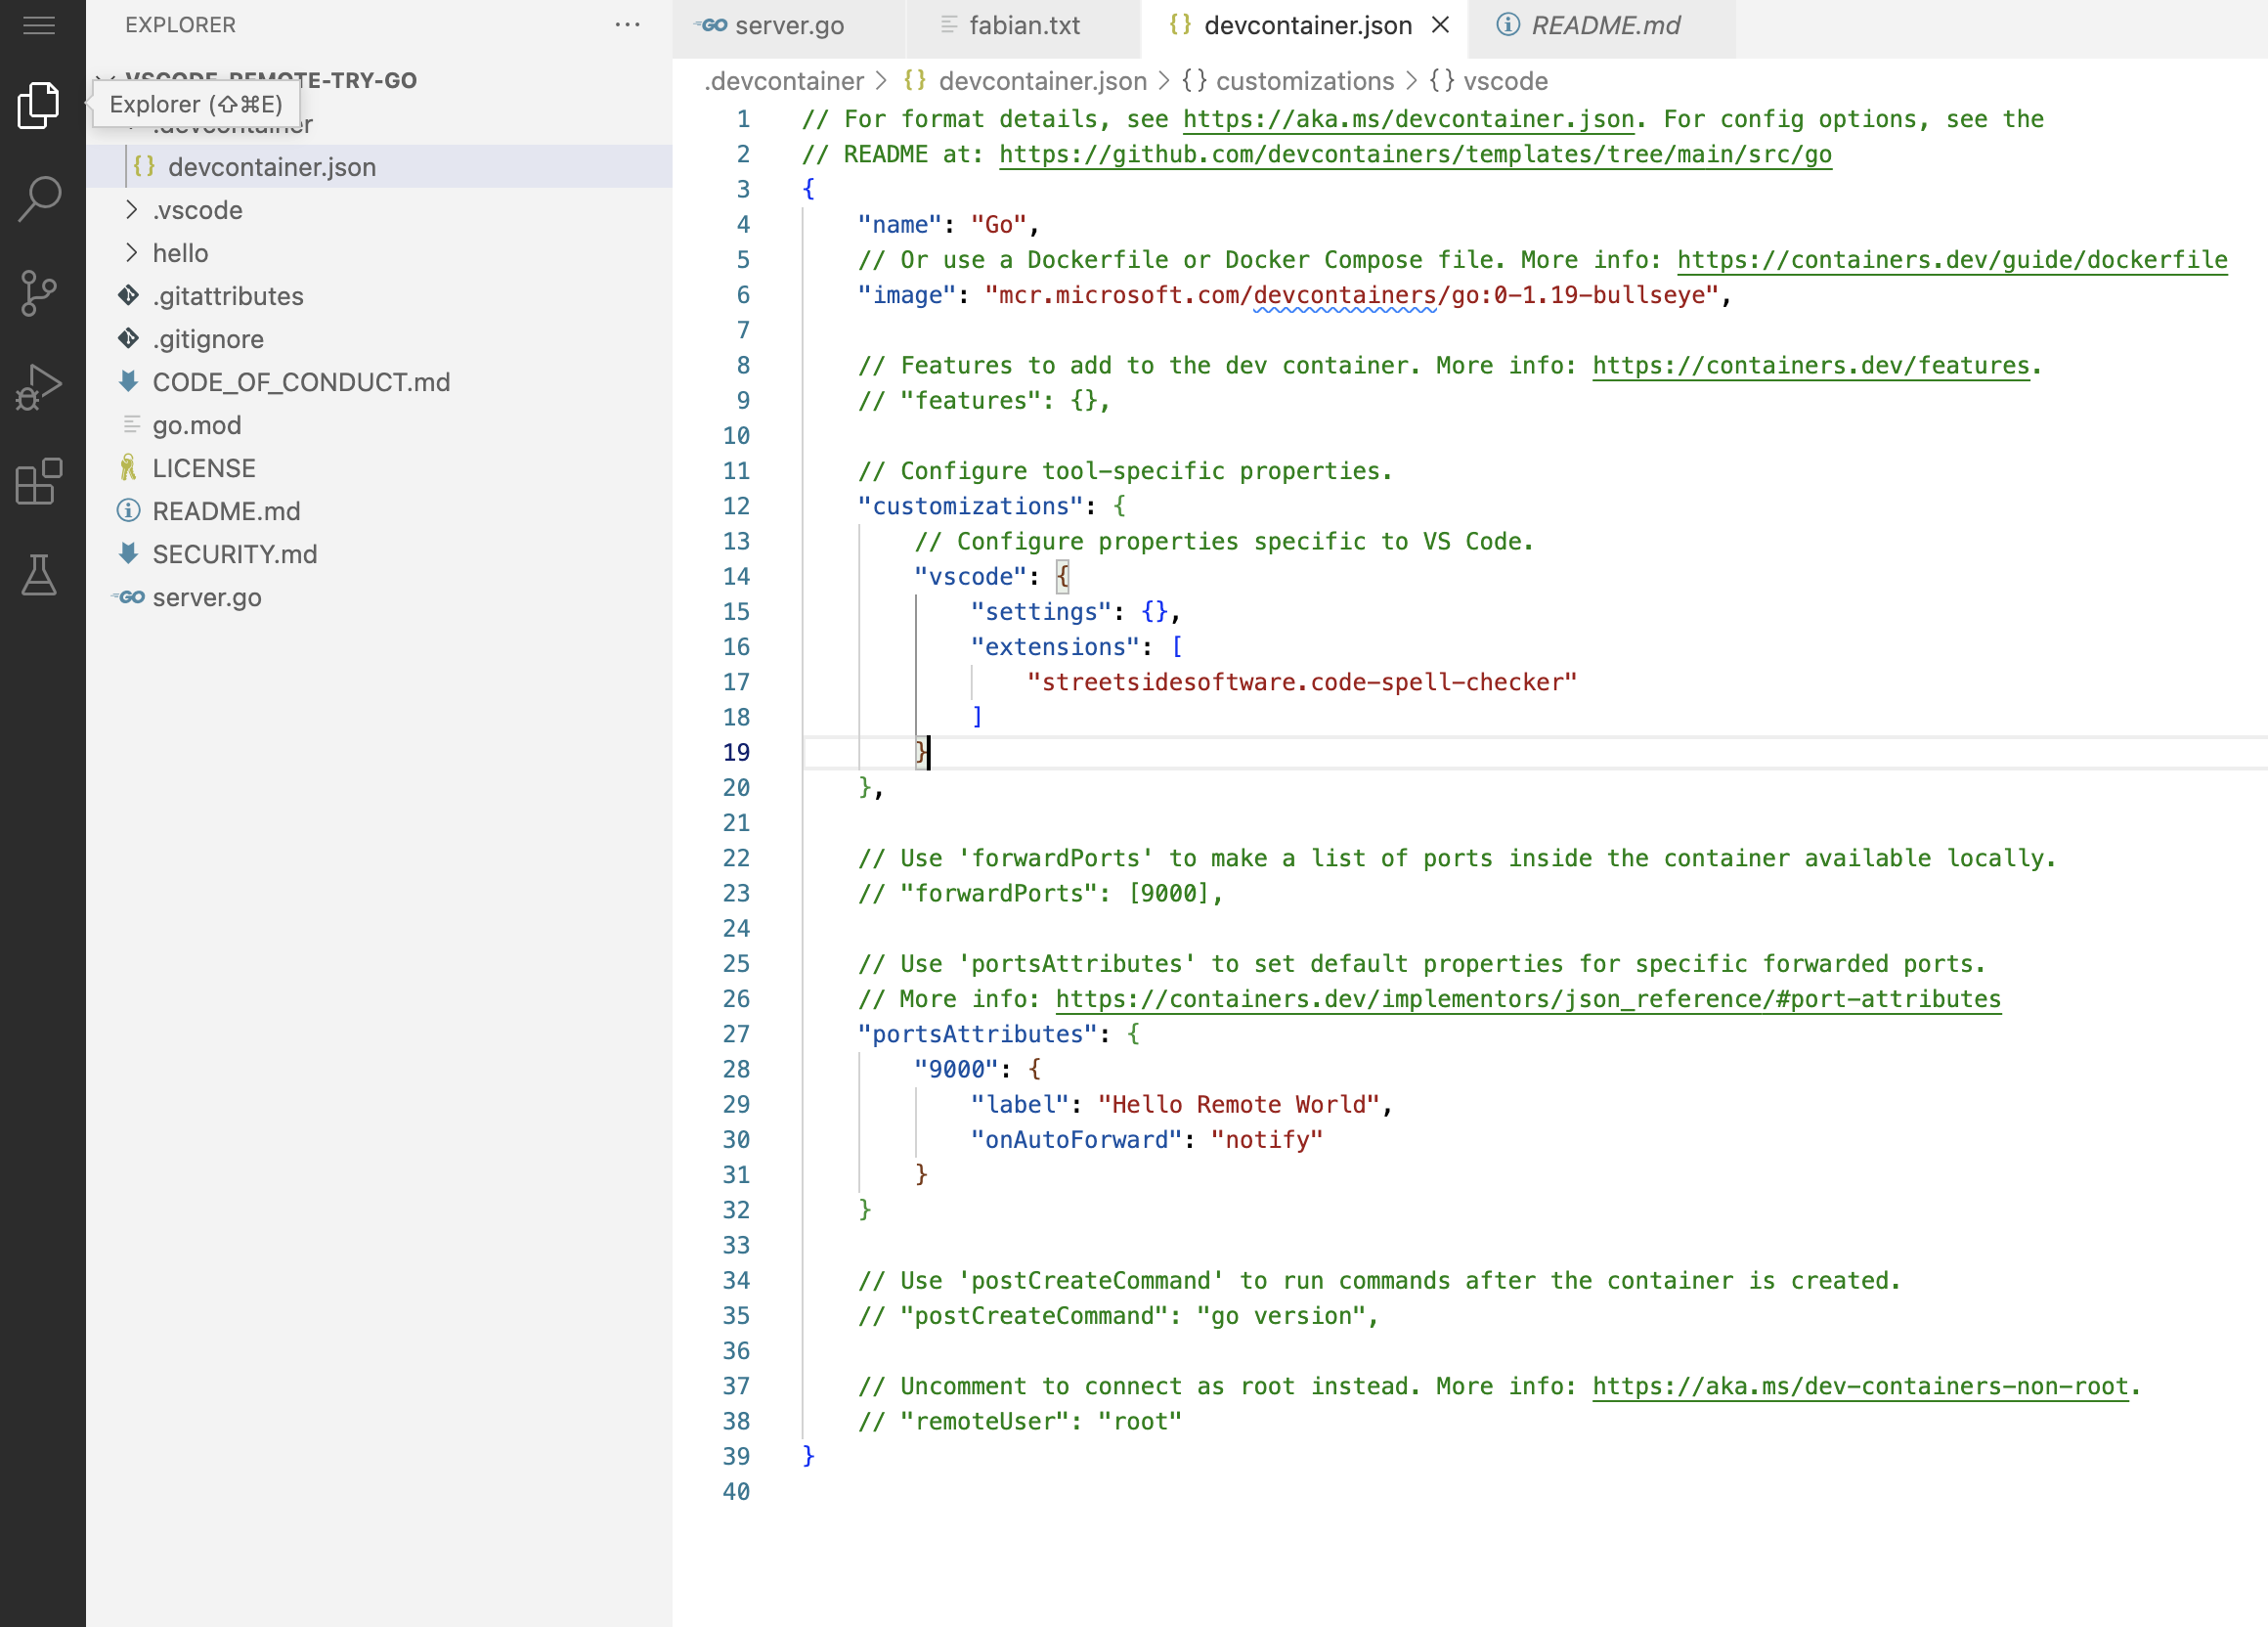 EXPLORER
VSCODE_REMOTE-TRY-GO
Explorer (⇧⌘E)
.devcontainer
{} devcontainer.json
.vscode
hello
.gitattributes
.gitignore
CODE_OF_CONDUCT.md
go.mod
LICENSE
README.md
SECURITY.md
GO server.go
GO server.go
fabian.txt
{} devcontainer.json
README.md
.devcontainer > {} devcontainer.json > {} customizations > {} vscode
1 // For format details, see https://aka.ms/devcontainer.json. For config options, see the
2 // README at: https://github.com/devcontainers/templates/tree/main/src/go
3 {
4 "name": "Go",
5 // Or use a Dockerfile or Docker Compose file. More info: https://containers.dev/guide/dockerfile
6 "image": "mcr.microsoft.com/devcontainers/go:0-1.19-bullseye",
7
8 // Features to add to the dev container. More info: https://containers.dev/features.
9 // "features": {},
10
11 // Configure tool-specific properties.
12 "customizations": {
13 // Configure properties specific to VS Code.
14 "vscode": {
15 "settings": {},
16 "extensions": [
17 "streetsidesoftware.code-spell-checker"
18 ]
19 }
20 },
21
22 // Use 'forwardPorts' to make a list of ports inside the container available locally.
23 // "forwardPorts": [9000],
24
25 // Use 'portsAttributes' to set default properties for specific forwarded ports.
26 // More info: https://containers.dev/implementors/json_reference/#port-attributes
27 "portsAttributes": {
28 "9000": {
29 "label": "Hello Remote World",
30 "onAutoForward": "notify"
31 }
32 }
33
34 // Use 'postCreateCommand' to run commands after the container is created.
35 // "postCreateCommand": "go version",
36
37 // Uncomment to connect as root instead. More info: https://aka.ms/dev-containers-non-root.
38 // "remoteUser": "root"
39 }
40